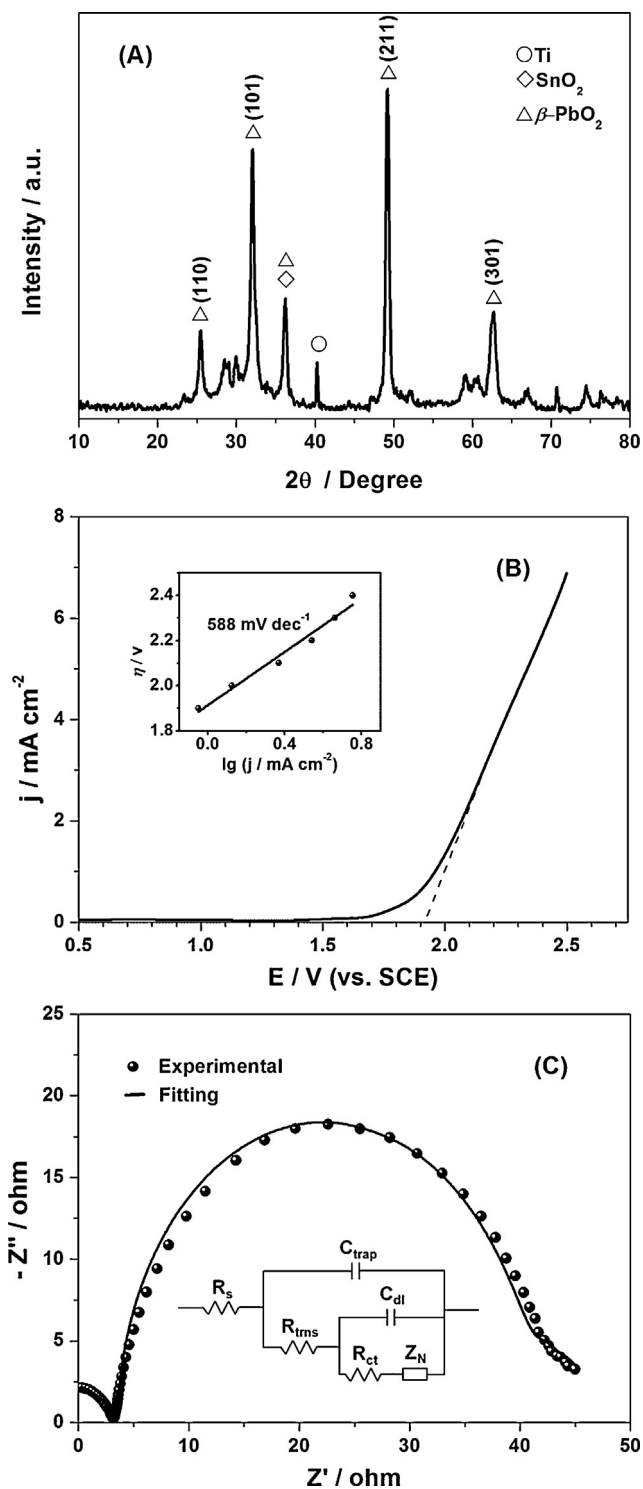 (A)
(110)
(101)
(211)
(301)
Ti
SnO₂
β–PbO₂
Intensity / a.u.
10 20 30 40 50 60 70 80
2θ / Degree
(B)
588 mV dec⁻¹
η / v
2.4
2.2
2.0
1.8
0.0 0.4 0.8
lg (j / mA cm⁻²)
j / mA cm⁻²
8
6
4
2
0
0.5 1.0 1.5 2.0 2.5
E / V (vs. SCE)
(C)
Experimental
Fitting
- Z'' / ohm
25
20
15
10
5
0
Rs
Ctrap
Rtrns
Cdl
Rct
ZN
0 10 20 30 40 50
Z' / ohm